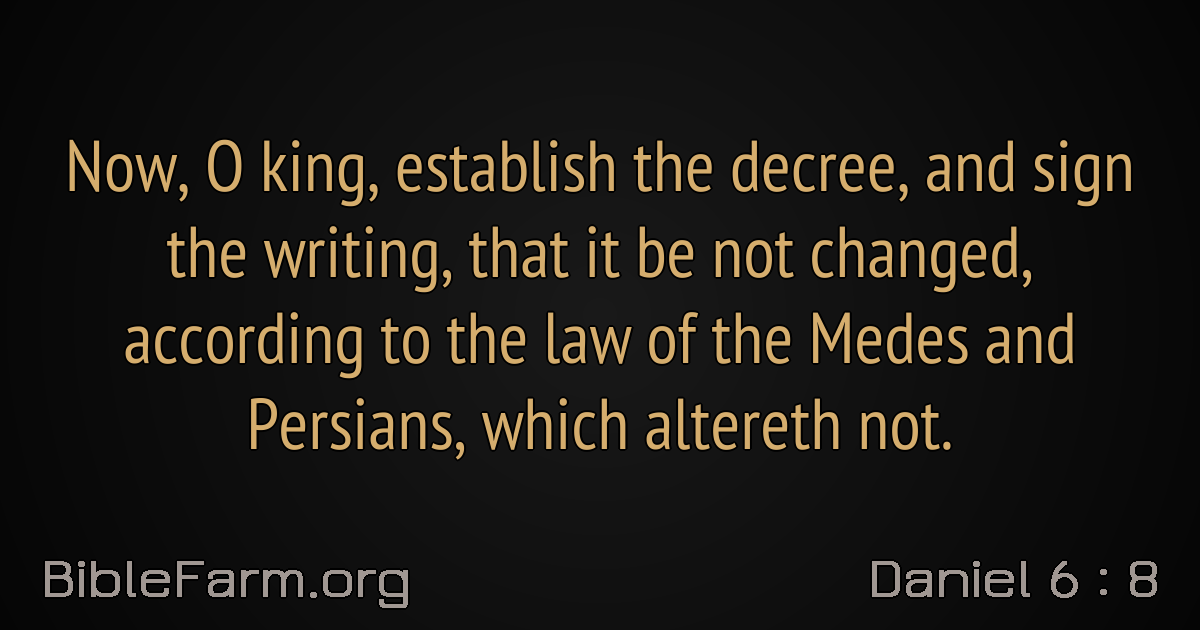 Now, O king, establish the decree, and sign
the writing, that it be not changed,
according to the law of the Medes and
Persians, which altereth not.
BibleFarm.org
Daniel 6 : 8